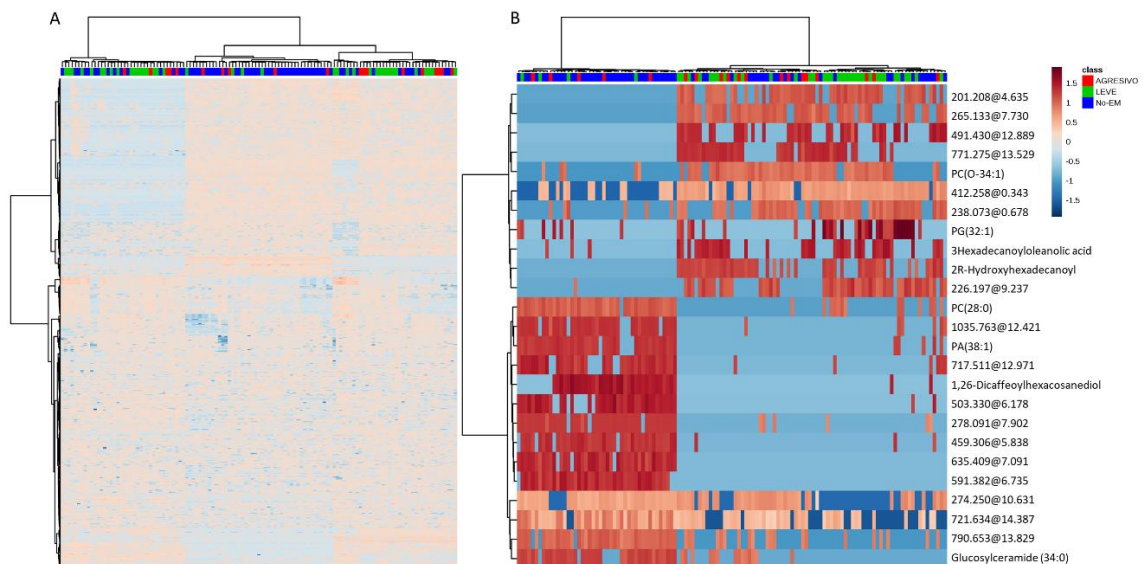 A
B
201.208@4.635
265.133@7.730
491.430@12.889
771.275@13.529
PC(O-34:1)
412.258@0.343
238.073@0.678
PG(32:1)
3Hexadecanoyloleanolic acid
2R-Hydroxyhexadecanoyl
226.197@9.237
PC(28:0)
1035.763@12.421
PA(38:1)
717.511@12.971
1,26-Dicaffeoylhexacosanediol
503.330@6.178
278.091@7.902
459.306@5.838
635.409@7.091
591.382@6.735
274.250@10.631
721.634@14.387
790.653@13.829
Glucosylceramide (34:0)
1.5
1
0.5
0
-0.5
-1
-1.5
class
AGRESIVO
LEVE
No-EM